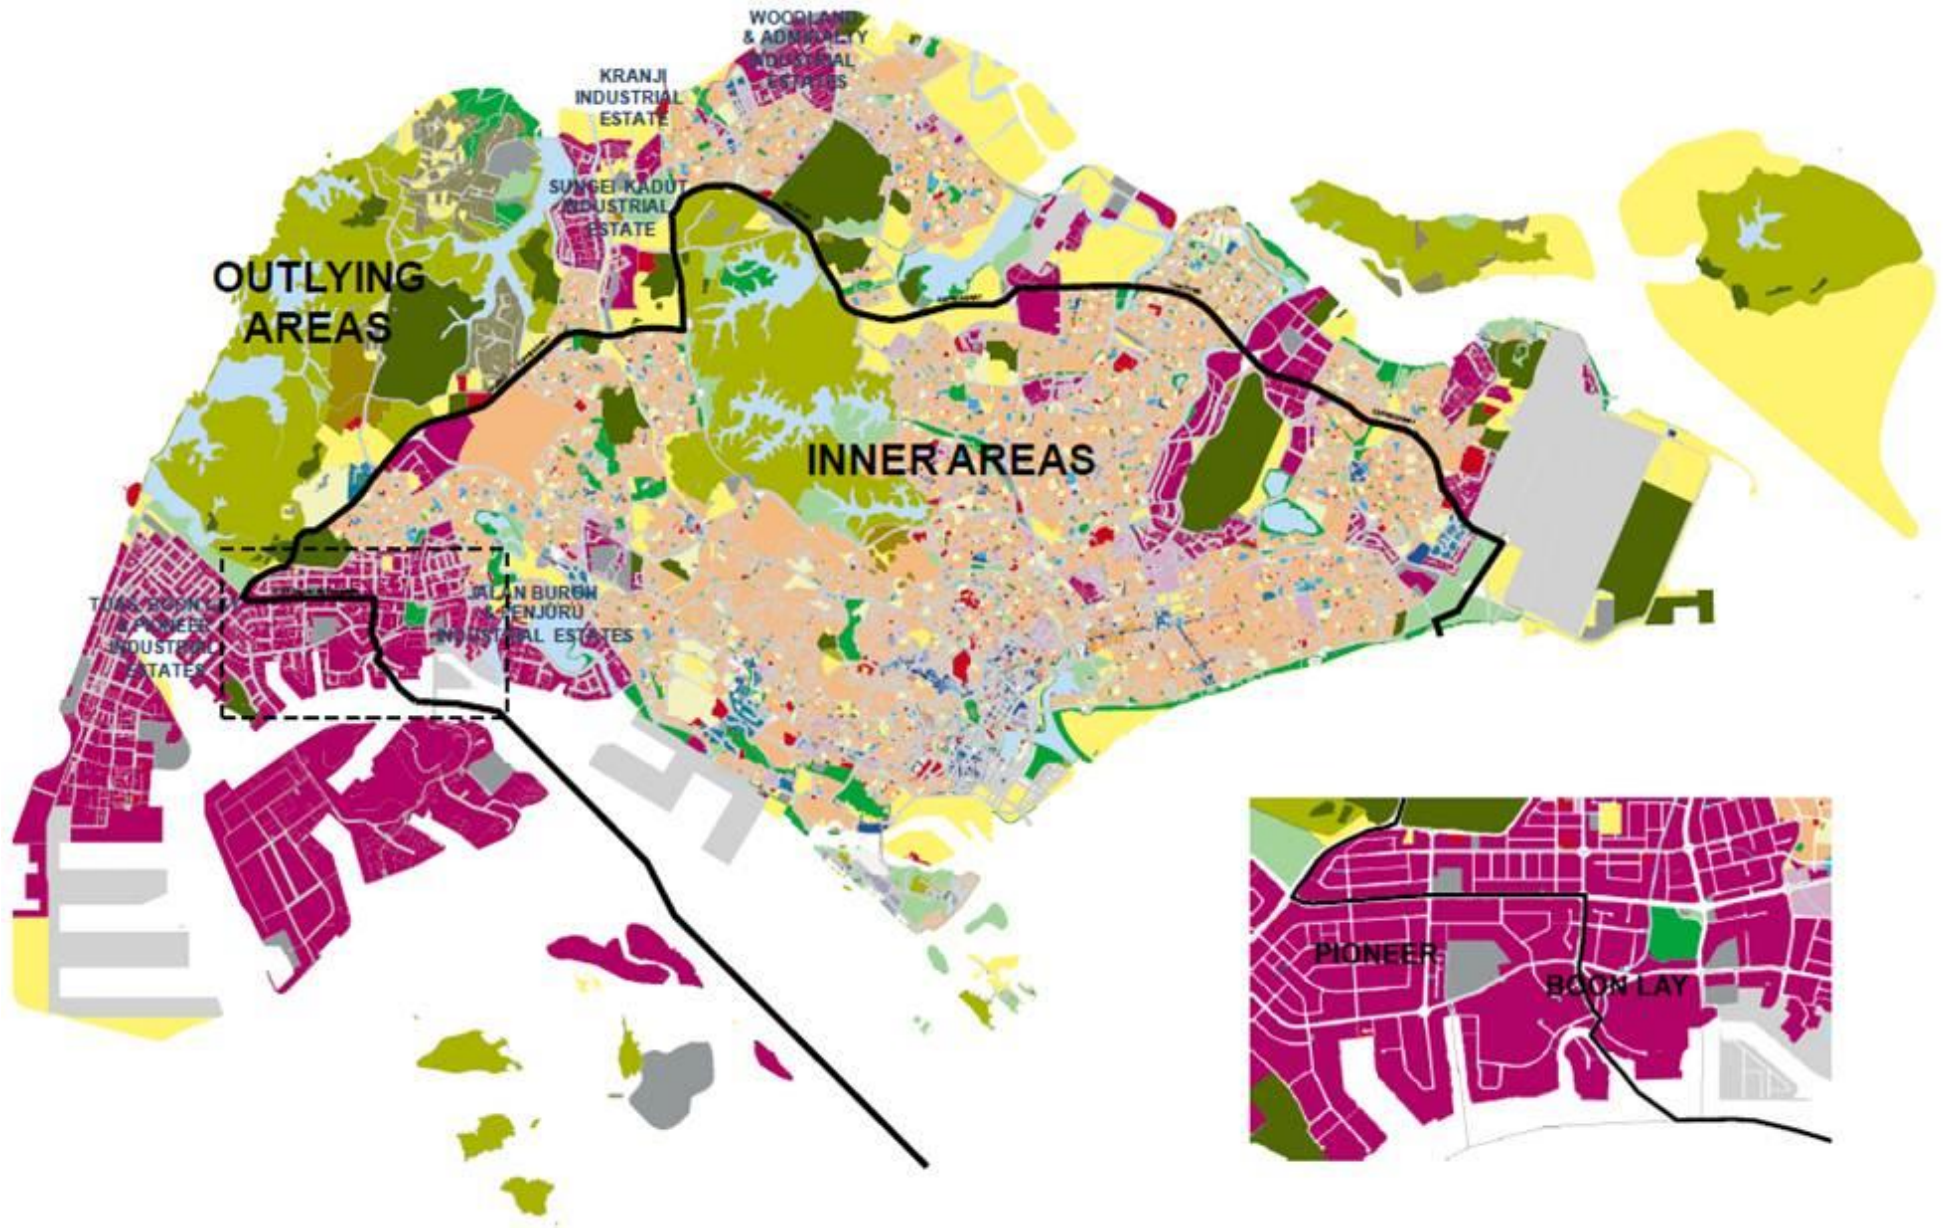 WOODLAND
& ADMIRALTY
INDUSTRIAL
ESTATES
KRANJI
INDUSTRIAL
ESTATE
SUNGEI KADUT
INDUSTRIAL
ESTATE
OUTLYING
AREAS
INNER AREAS
TUAS, BOON LAY
& PIONEER
INDUSTRIAL
ESTATES
JALAN BUROH
& PENJURU
INDUSTRIAL ESTATES
PIONEER
BOON LAY